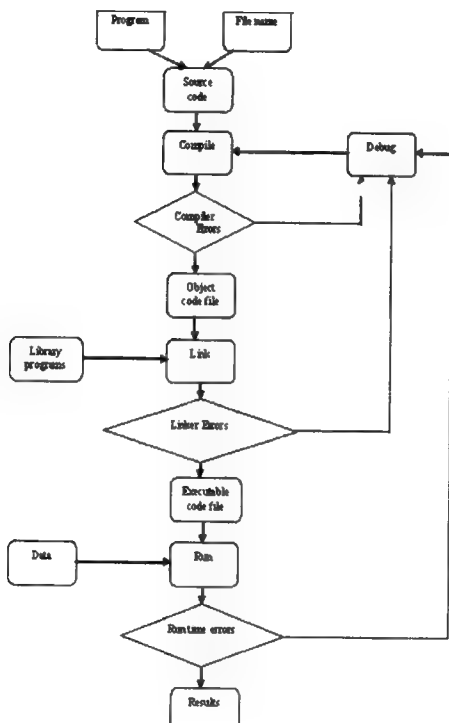 Program
File name
Source
code
Compile
Debug
Compiler
Errors
Object
code file
Library
programs
Link
Linker Errors
Executable
code file
Data
Run
Runtime errors
Results